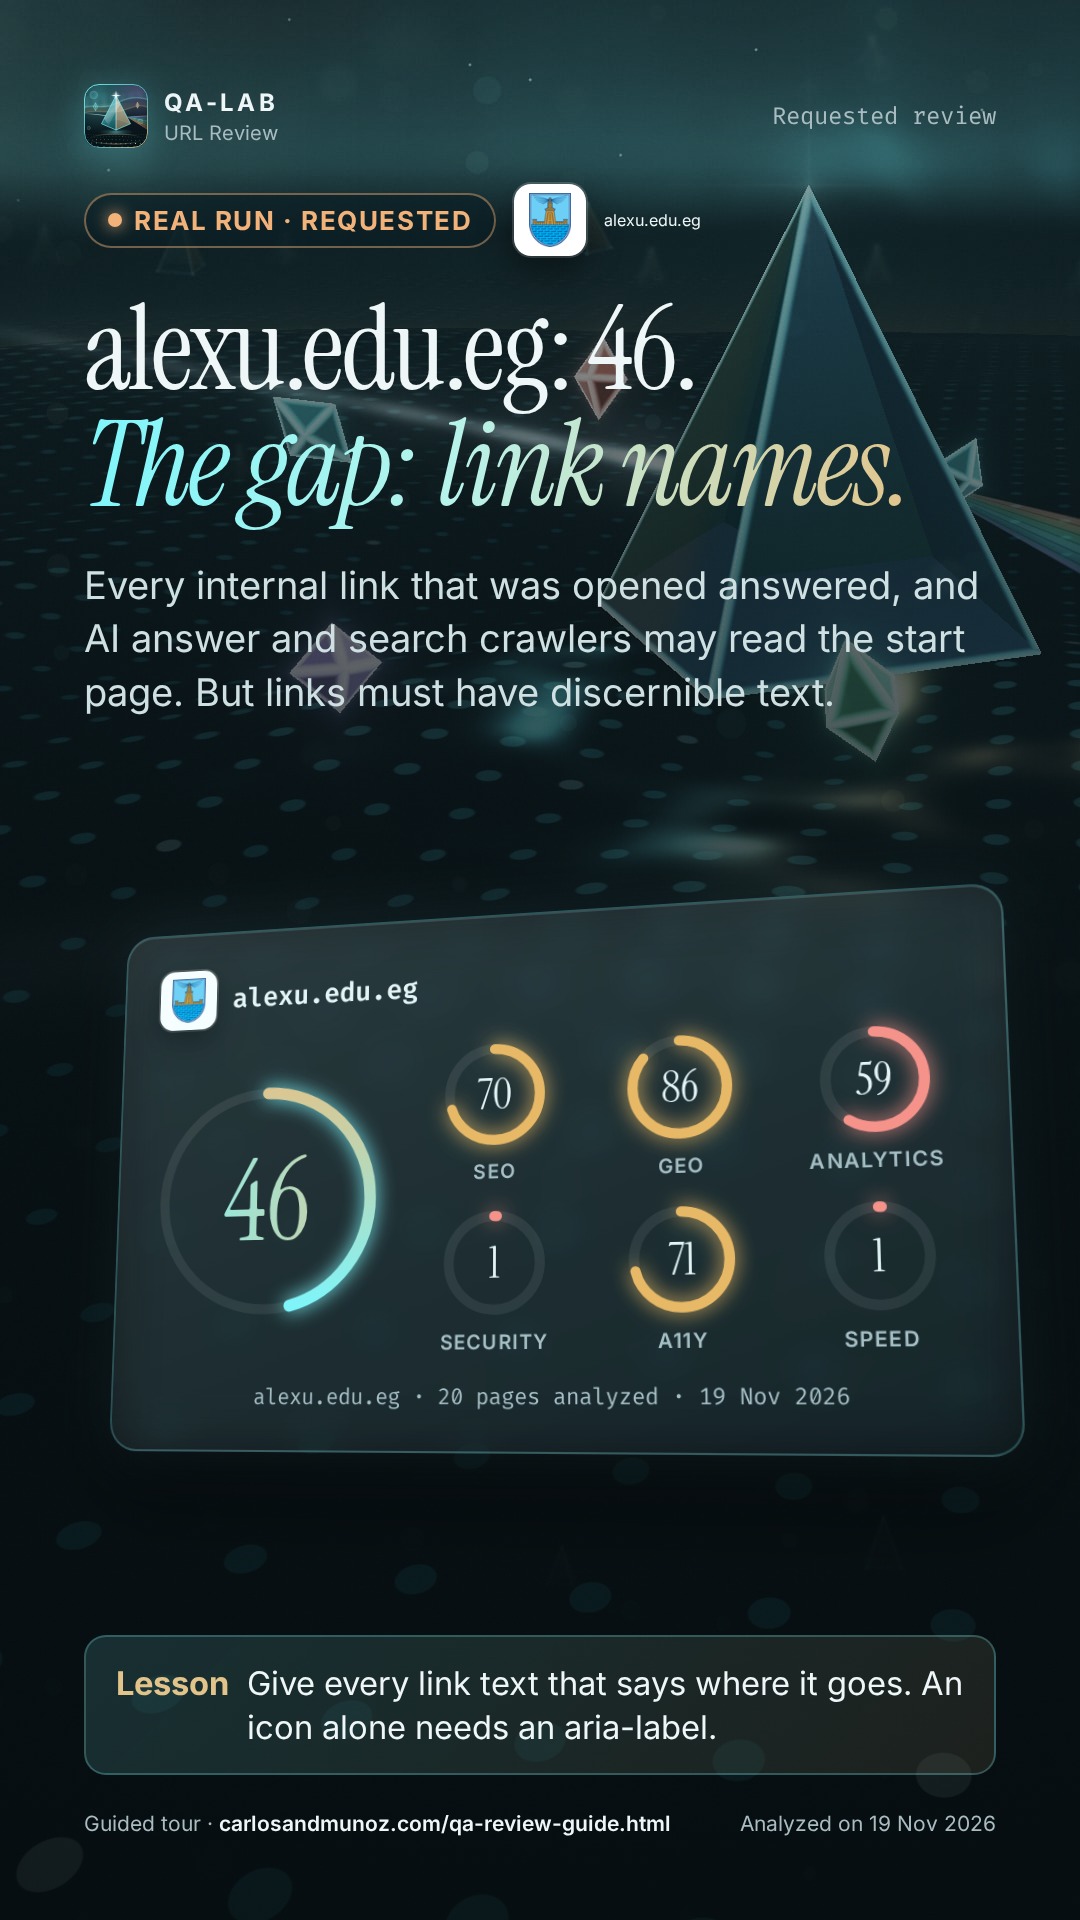 QA-LAB
URL Review
Requested review
REAL RUN · REQUESTED
alexu.edu.eg
alexu.edu.eg: 46.
The gap: link names.
Every internal link that was opened answered, and
AI answer and search crawlers may read the start
page. But links must have discernible text.
alexu.edu.eg
46
70
SEO
86
GEO
59
ANALYTICS
1
SECURITY
71
A11Y
1
SPEED
alexu.edu.eg · 20 pages analyzed · 19 Nov 2026
Lesson Give every link text that says where it goes. An
icon alone needs an aria-label.
Guided tour · carlosandmunoz.com/qa-review-guide.html
Analyzed on 19 Nov 2026